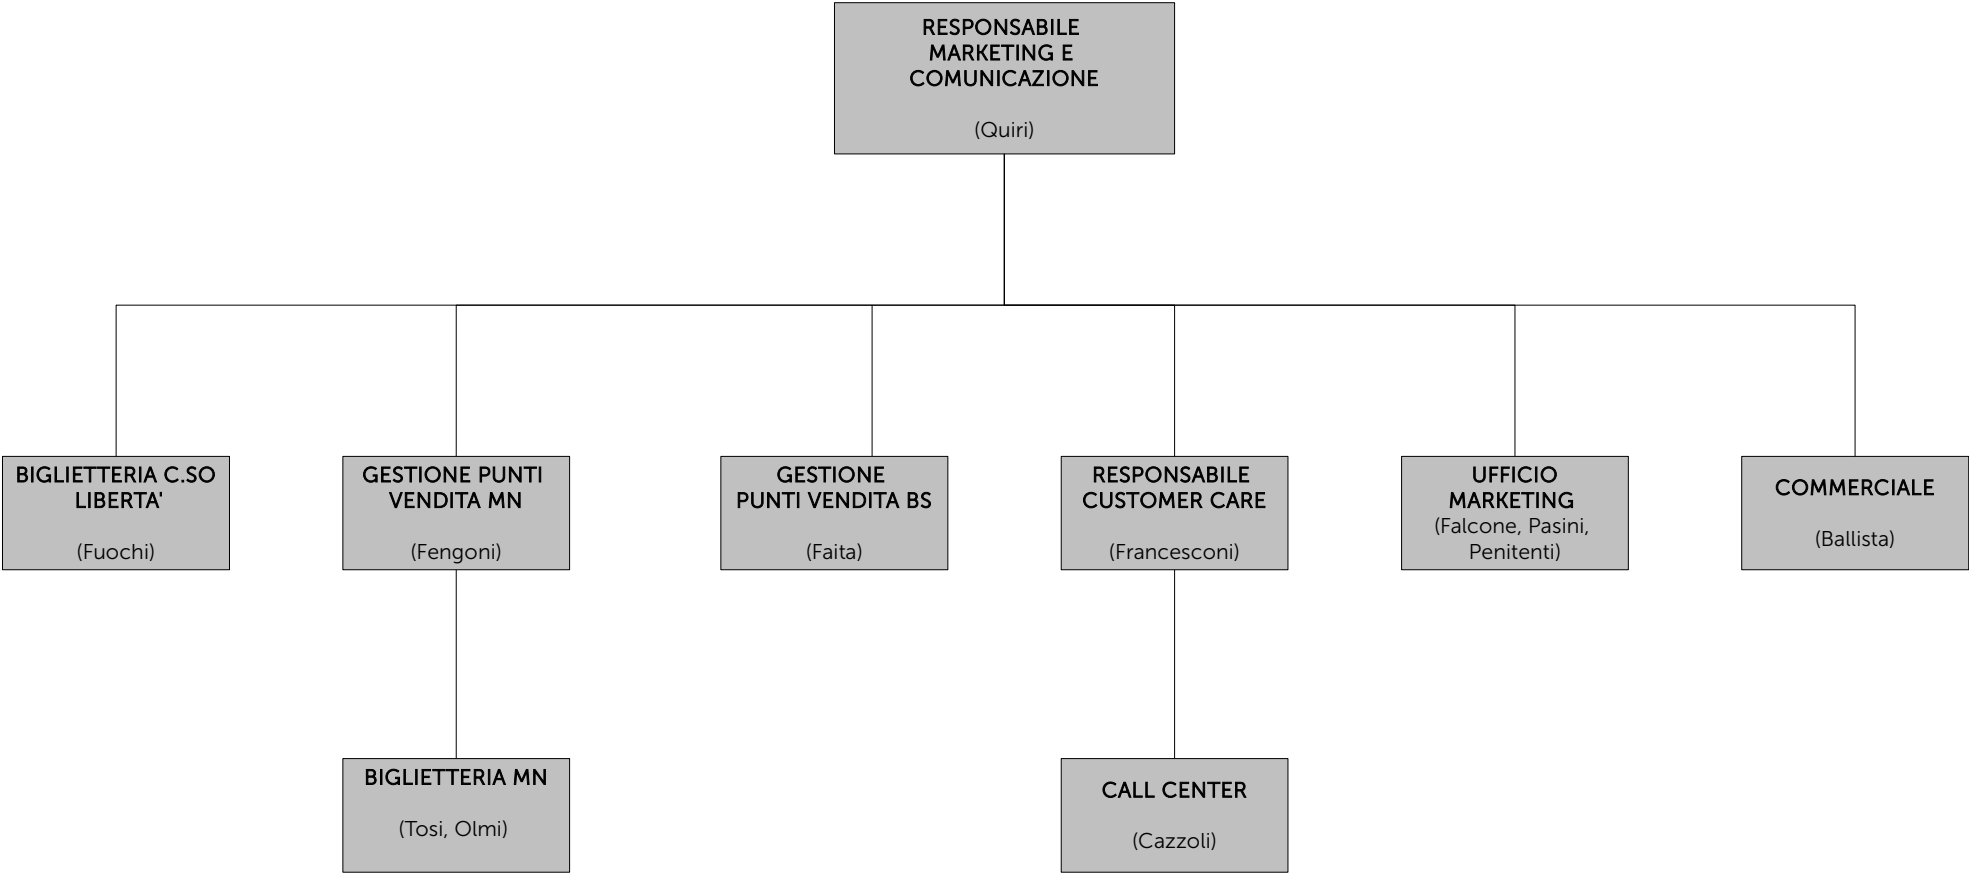 RESPONSABILE
MARKETING E
COMUNICAZIONE
(Quiri)
BIGLIETTERIA C.SO
LIBERTA'
(Fuochi)
GESTIONE PUNTI
VENDITA MN
(Fengoni)
GESTIONE
PUNTI VENDITA BS
(Faita)
RESPONSABILE
CUSTOMER CARE
(Francesconi)
UFFICIO
MARKETING
(Falcone, Pasini,
Penitenti)
COMMERCIALE
(Ballista)
BIGLIETTERIA MN
(Tosi, Olmi)
CALL CENTER
(Cazzoli)